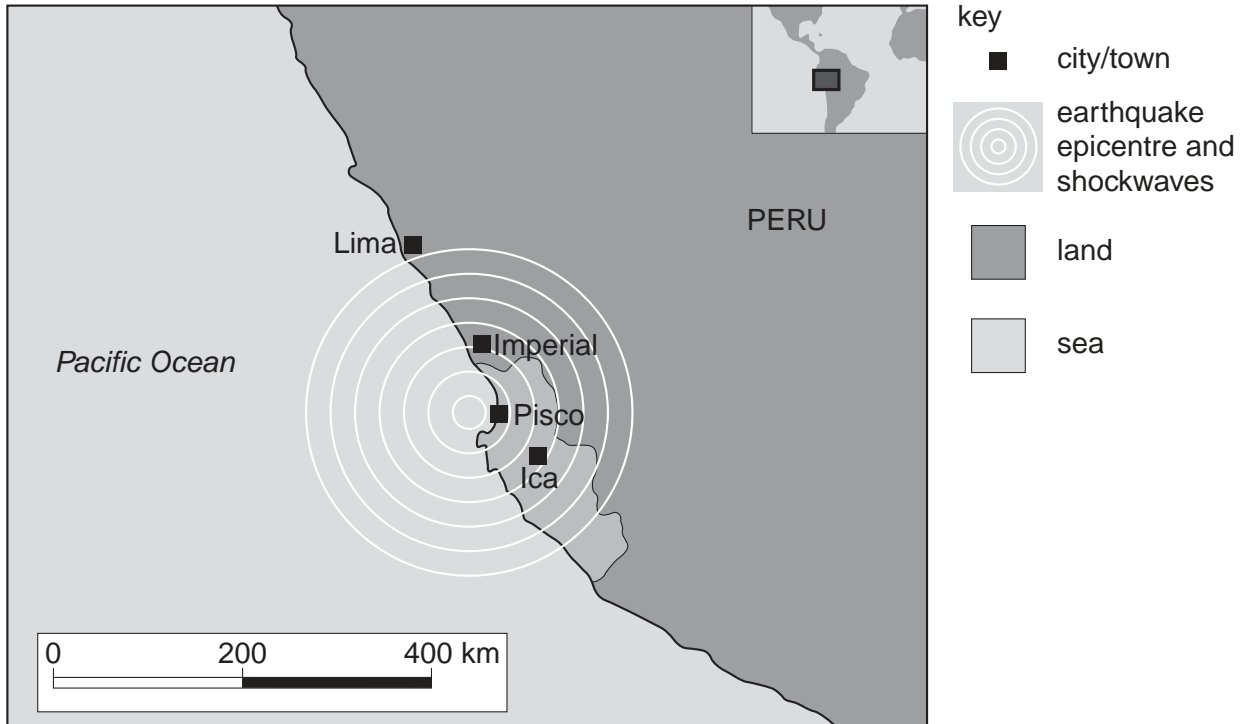 key
city/town
earthquake
epicentre and
shockwaves
land
sea
PERU
Lima
Imperial
Pacific Ocean
Pisco
Ica
0 200 400 km